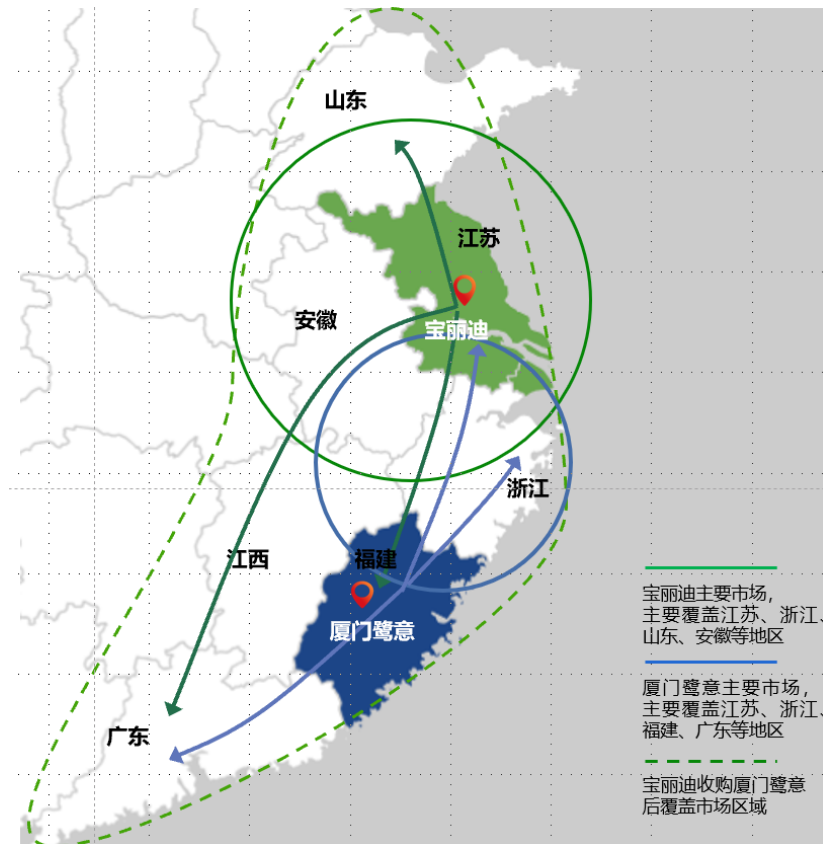 山东
江苏
安徽
宝丽迪
浙江
江西
福建
厦门鹭意
广东
宝丽迪主要市场，
主要覆盖江苏、浙江、
山东、安徽等地区
厦门鹭意主要市场，
主要覆盖江苏、浙江、
福建、广东等地区
宝丽迪收购厦门鹭意
后覆盖市场区域